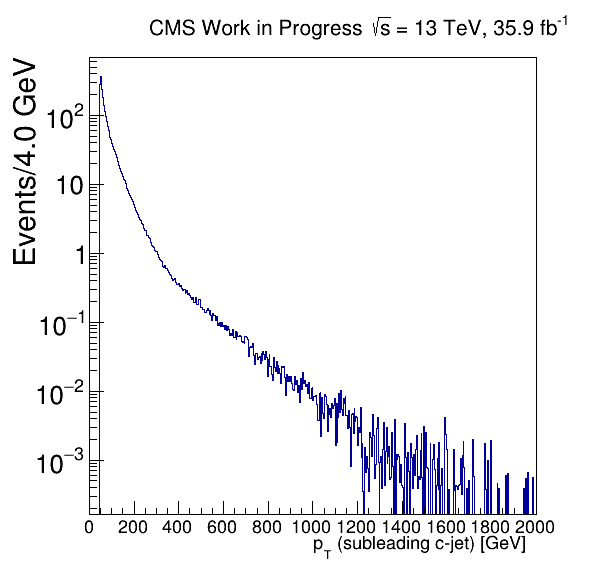 CMS Work in Progress √s = 13 TeV, 35.9 fb⁻¹
Events/4.0 GeV
10²
10
1
10⁻¹
10⁻²
10⁻³
0 200 400 600 800 1000 1200 1400 1600 1800 2000
p_T (subleading c-jet) [GeV]